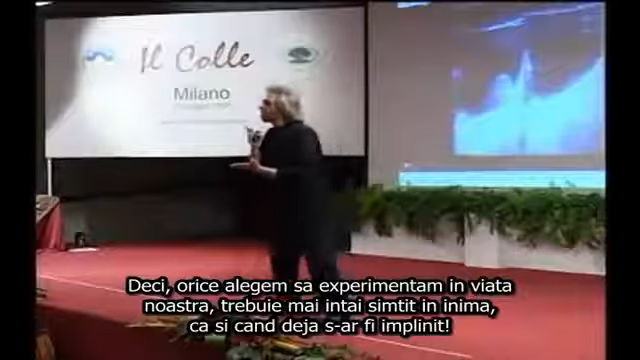 Il Colle
Milano
Deci, orice alegem sa experimentam in viata
noastra, trebuie mai intai simtit in inima,
ca si cand deja s-ar fi implinit!